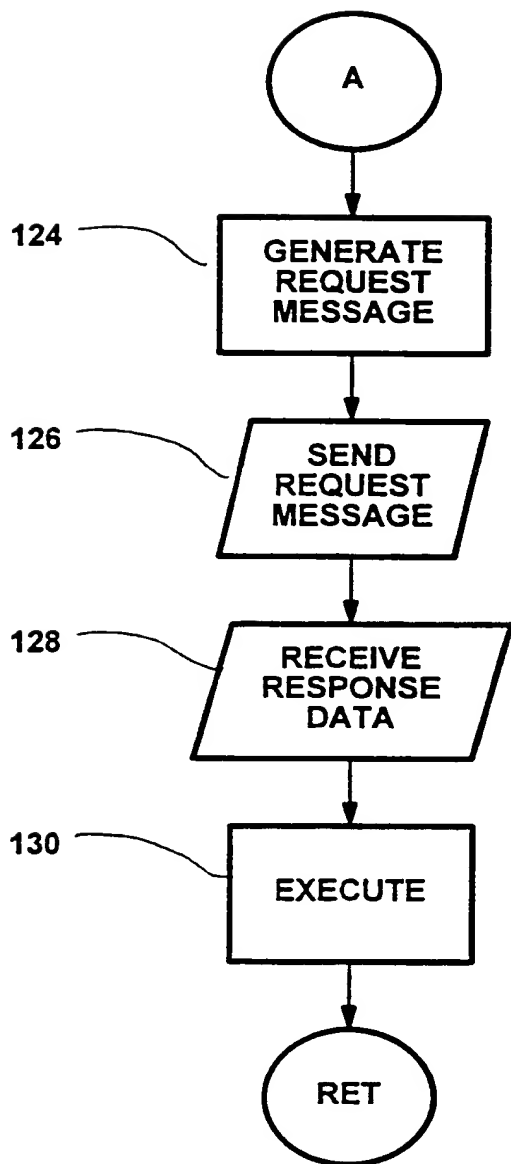 A
124
GENERATE
REQUEST
MESSAGE
126
SEND
REQUEST
MESSAGE
128
RECEIVE
RESPONSE
DATA
130
EXECUTE
RET